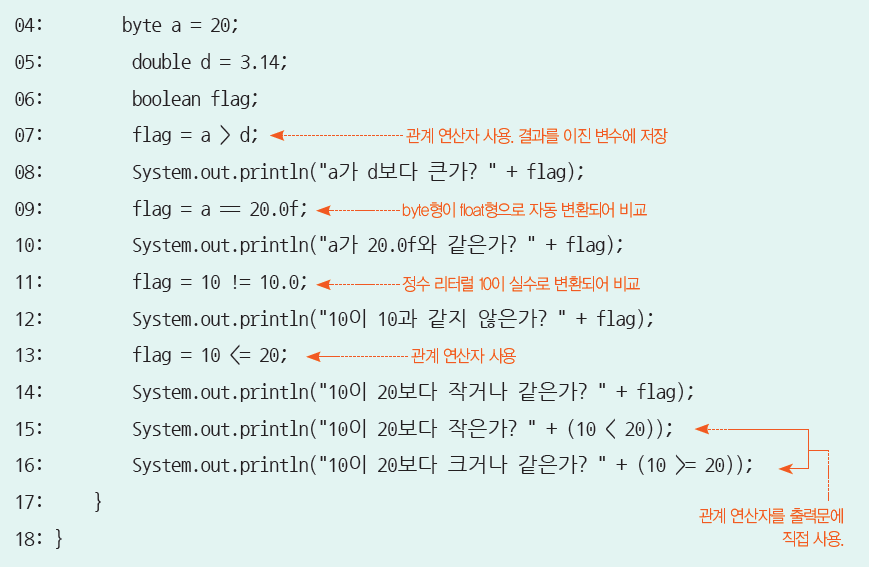 04: byte a = 20;
05: double d = 3.14;
06: boolean flag;
07: flag = a > d; 관계 연산자 사용. 결과를 이진 변수에 저장
08: System.out.println("a가 d보다 큰가? " + flag);
09: flag = a == 20.0f; byte형이 float형으로 자동 변환되어 비교
10: System.out.println("a가 20.0f와 같은가? " + flag);
11: flag = 10 != 10.0; 정수 리터럴 10이 실수로 변환되어 비교
12: System.out.println("10이 10과 같지 않은가? " + flag);
13: flag = 10 <= 20; 관계 연산자 사용
14: System.out.println("10이 20보다 작거나 같은가? " + flag);
15: System.out.println("10이 20보다 작은가? " + (10 < 20));
16: System.out.println("10이 20보다 크거나 같은가? " + (10 >= 20));
17: }
관계 연산자를 출력문에
직접 사용.
18: }